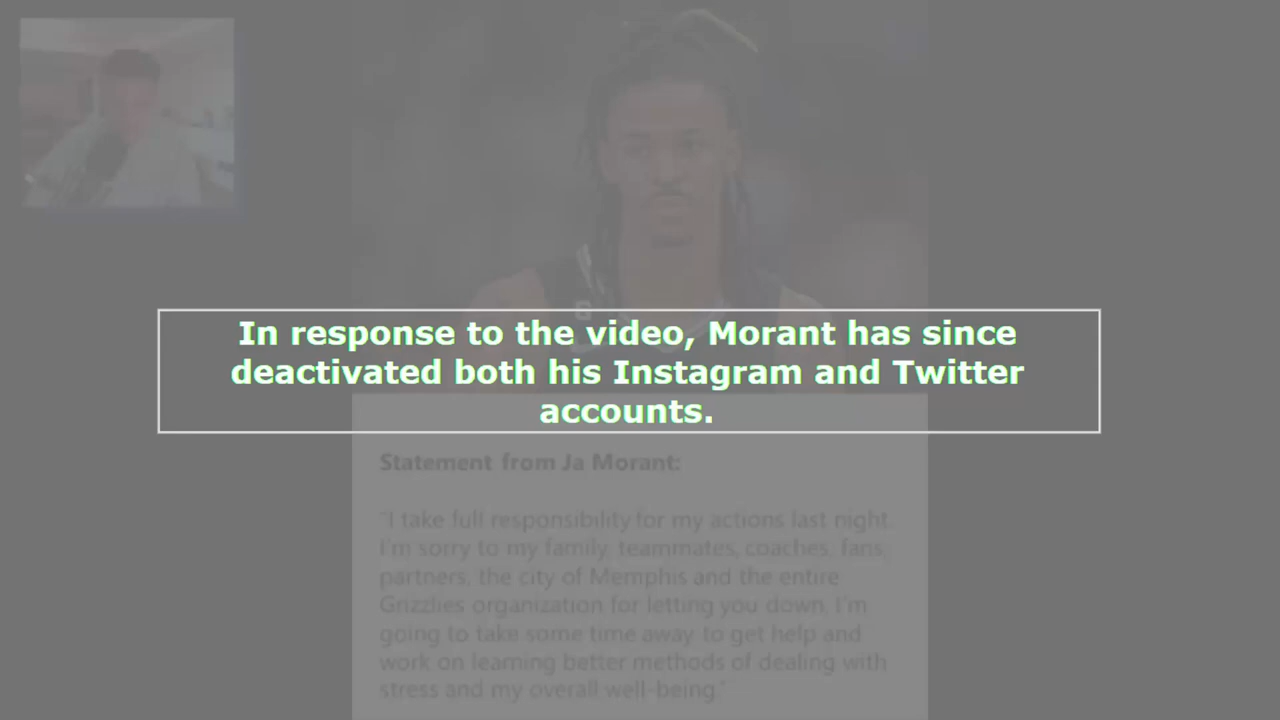 In response to the video, Morant has since
deactivated both his Instagram and Twitter
accounts.
Statement from Ja Morant:
"I take full responsibility for my actions last night.
I'm sorry to my family, teammates, coaches, fans,
partners, the city of Memphis and the entire
Grizzlies organization for letting you down. I'm
going to take some time away to get help and
work on learning better methods of dealing with
stress and my overall well-being."